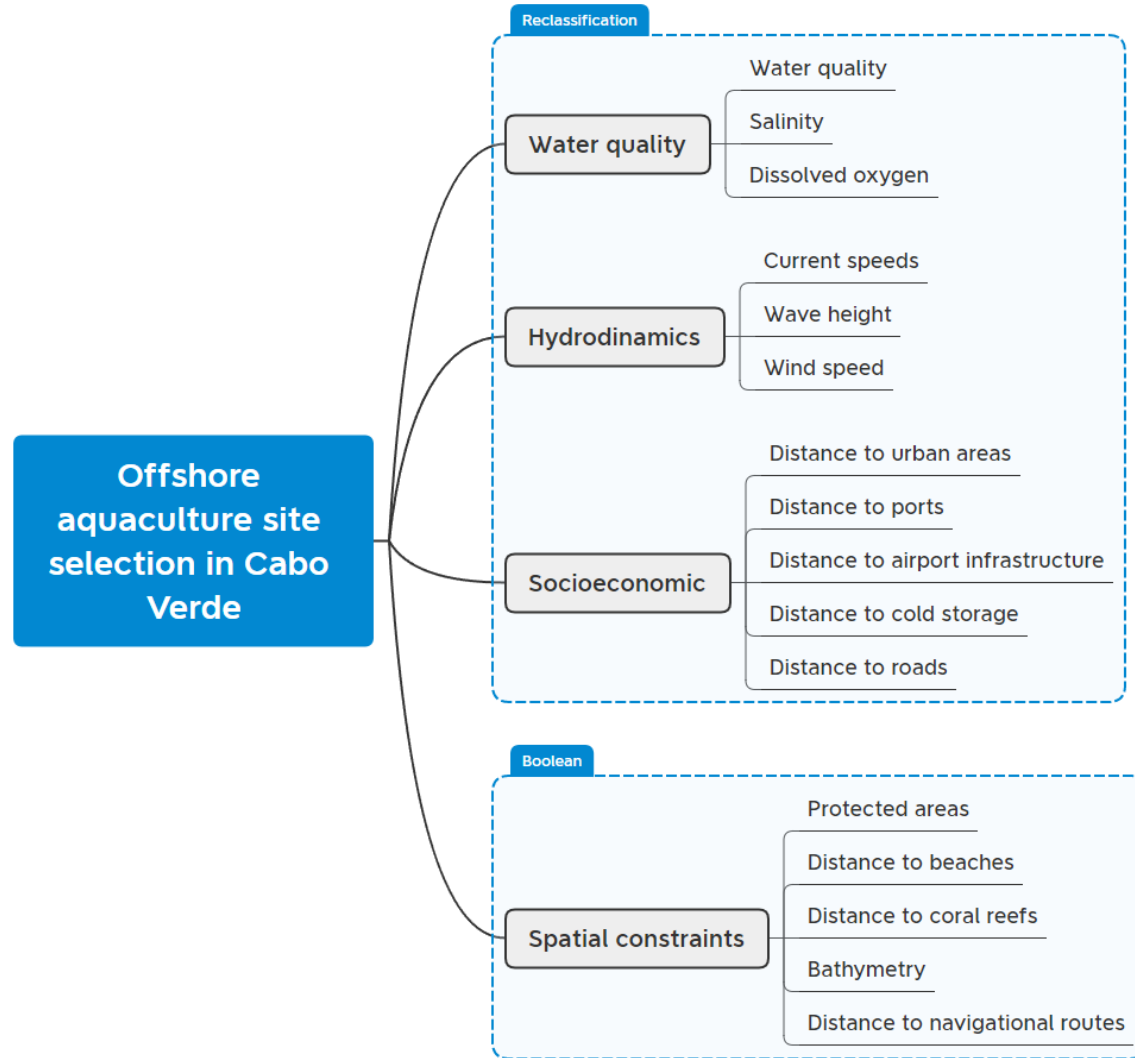 Reclassification
Water quality
Water quality
Salinity
Dissolved oxygen
Hydrodinamics
Current speeds
Wave height
Wind speed
Offshore
aquaculture site
selection in Cabo
Verde
Socioeconomic
Distance to urban areas
Distance to ports
Distance to airport infrastructure
Distance to cold storage
Distance to roads
Boolean
Spatial constraints
Protected areas
Distance to beaches
Distance to coral reefs
Bathymetry
Distance to navigational routes